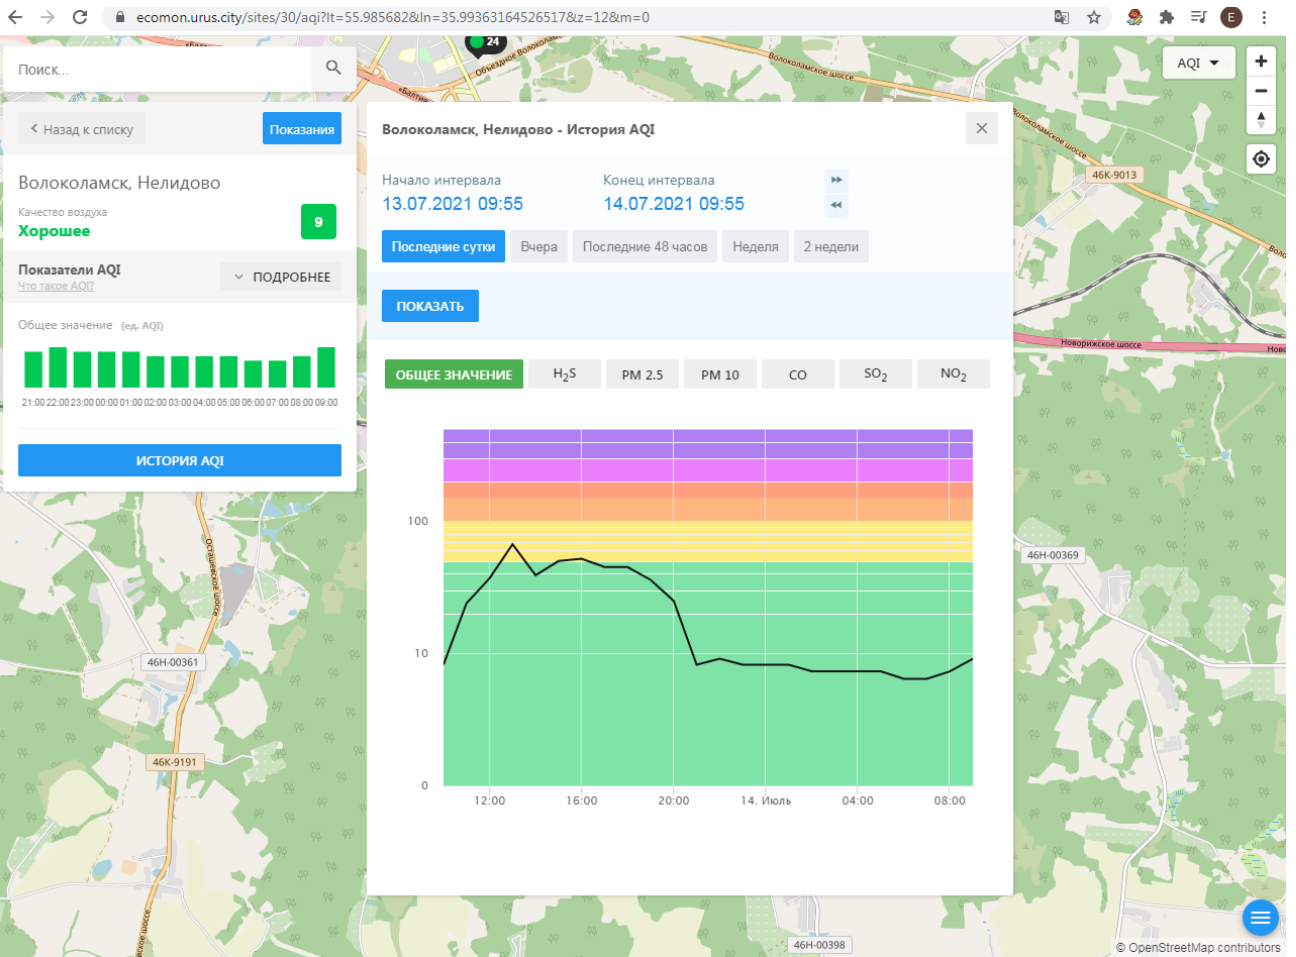 ecomon.urus.city/sites/30/aqi?lt=55.985682&ln=35.99363164526517&z=12&m=0
E
24
Объездное Волоколамск
Волоколамское шоссе
Поиск...
AQI
+
−
Назад к списку
Показания
Волоколамск, Нелидово - История AQI
Волоколамское шоссе
46К-9013
Волоколамск, Нелидово
Качество воздуха
Хорошее
9
Начало интервала
Конец интервала
13.07.2021 09:55
14.07.2021 09:55
Последние сутки
Вчера
Последние 48 часов
Неделя
2 недели
Показатели AQI
Что такое AQI?
ПОДРОБНЕЕ
ПОКАЗАТЬ
Общее значение (ед. AQI)
Новорижское шоссе
21:00 22:00 23:00 00:00 01:00 02:00 03:00 04:00 05:00 06:00 07:00 08:00 09:00
ОБЩЕЕ ЗНАЧЕНИЕ
H₂S
PM 2.5
PM 10
CO
SO₂
NO₂
ИСТОРИЯ AQI
100
10
0
12:00
16:00
20:00
14. Июль
04:00
08:00
Осташевское шоссе
46Н-00369
46Н-00361
46К-9191
46Н-00398
© OpenStreetMap contributors